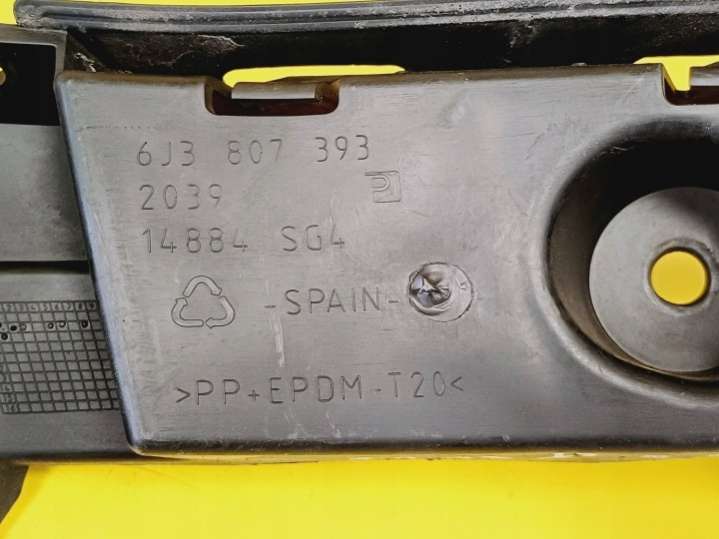 6J3 807 393
2039
14884 SG4
-SPAIN-
>PP+EPDM-T20<